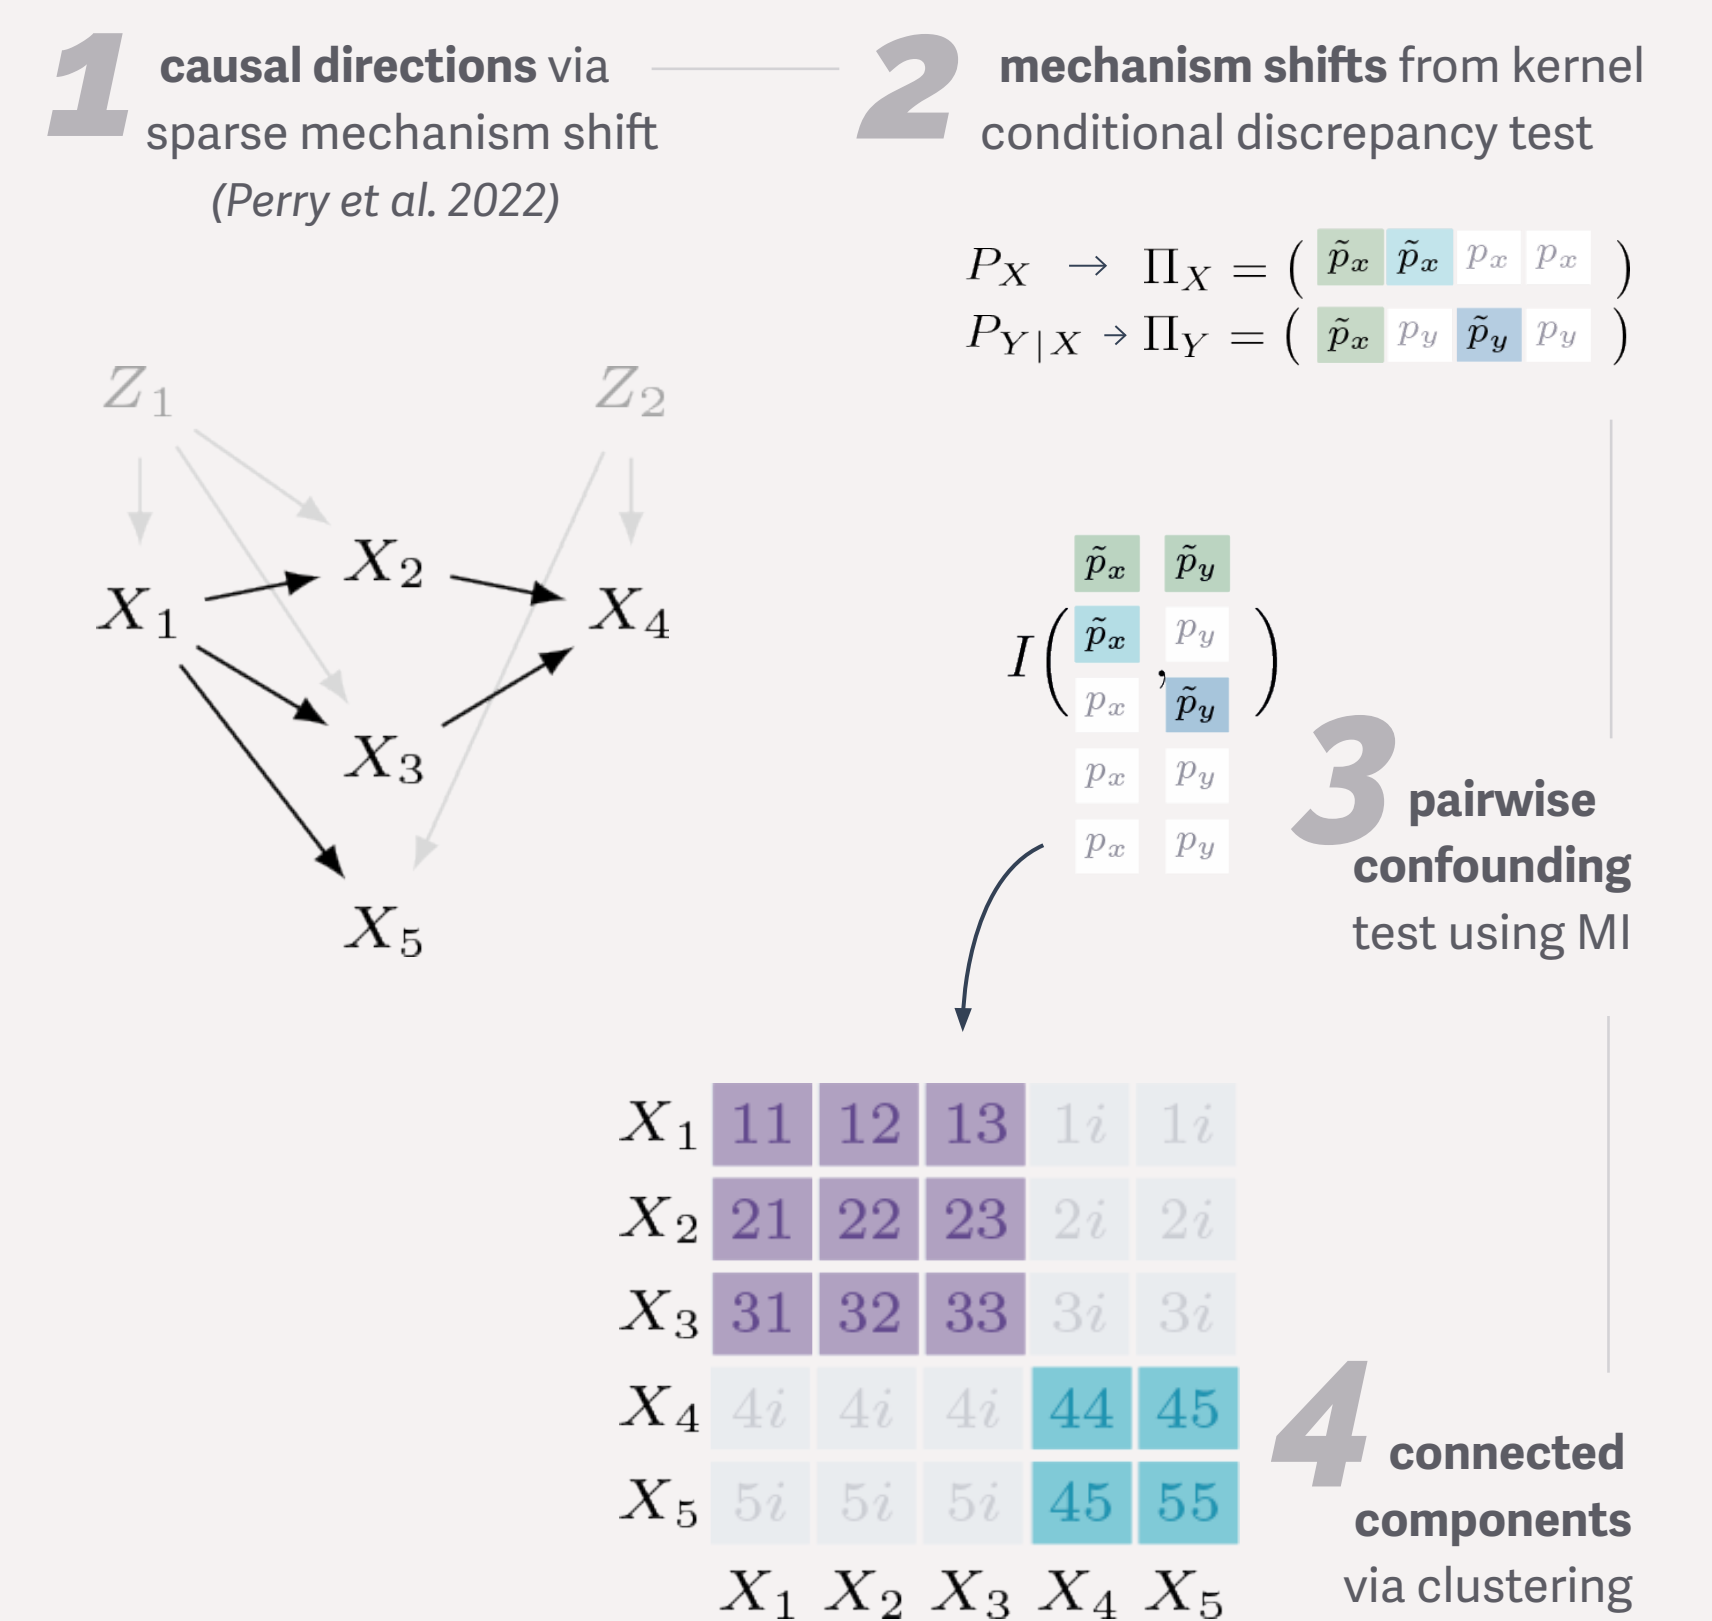 1 causal directions via
sparse mechanism shift
(Perry et al. 2022)
2 mechanism shifts from kernel
conditional discrepancy test
P_X → Π_X = ( p̃_x p̃_x p_x p_x )
P_{Y|X} → Π_Y = ( p̃_x p_y p̃_y p_y )
Z_1 Z_2
X_2
X_1 X_4
X_3
X_5
p̃_x p̃_y
p̃_x p_y
I( , )
p_x p̃_y
p_x p_y
p_x p_y
3 pairwise
confounding
test using MI
X_1 11 12 13 1i 1i
X_2 21 22 23 2i 2i
X_3 31 32 33 3i 3i
X_4 4i 4i 4i 44 45
X_5 5i 5i 5i 45 55
X_1 X_2 X_3 X_4 X_5
4 connected
components
via clustering